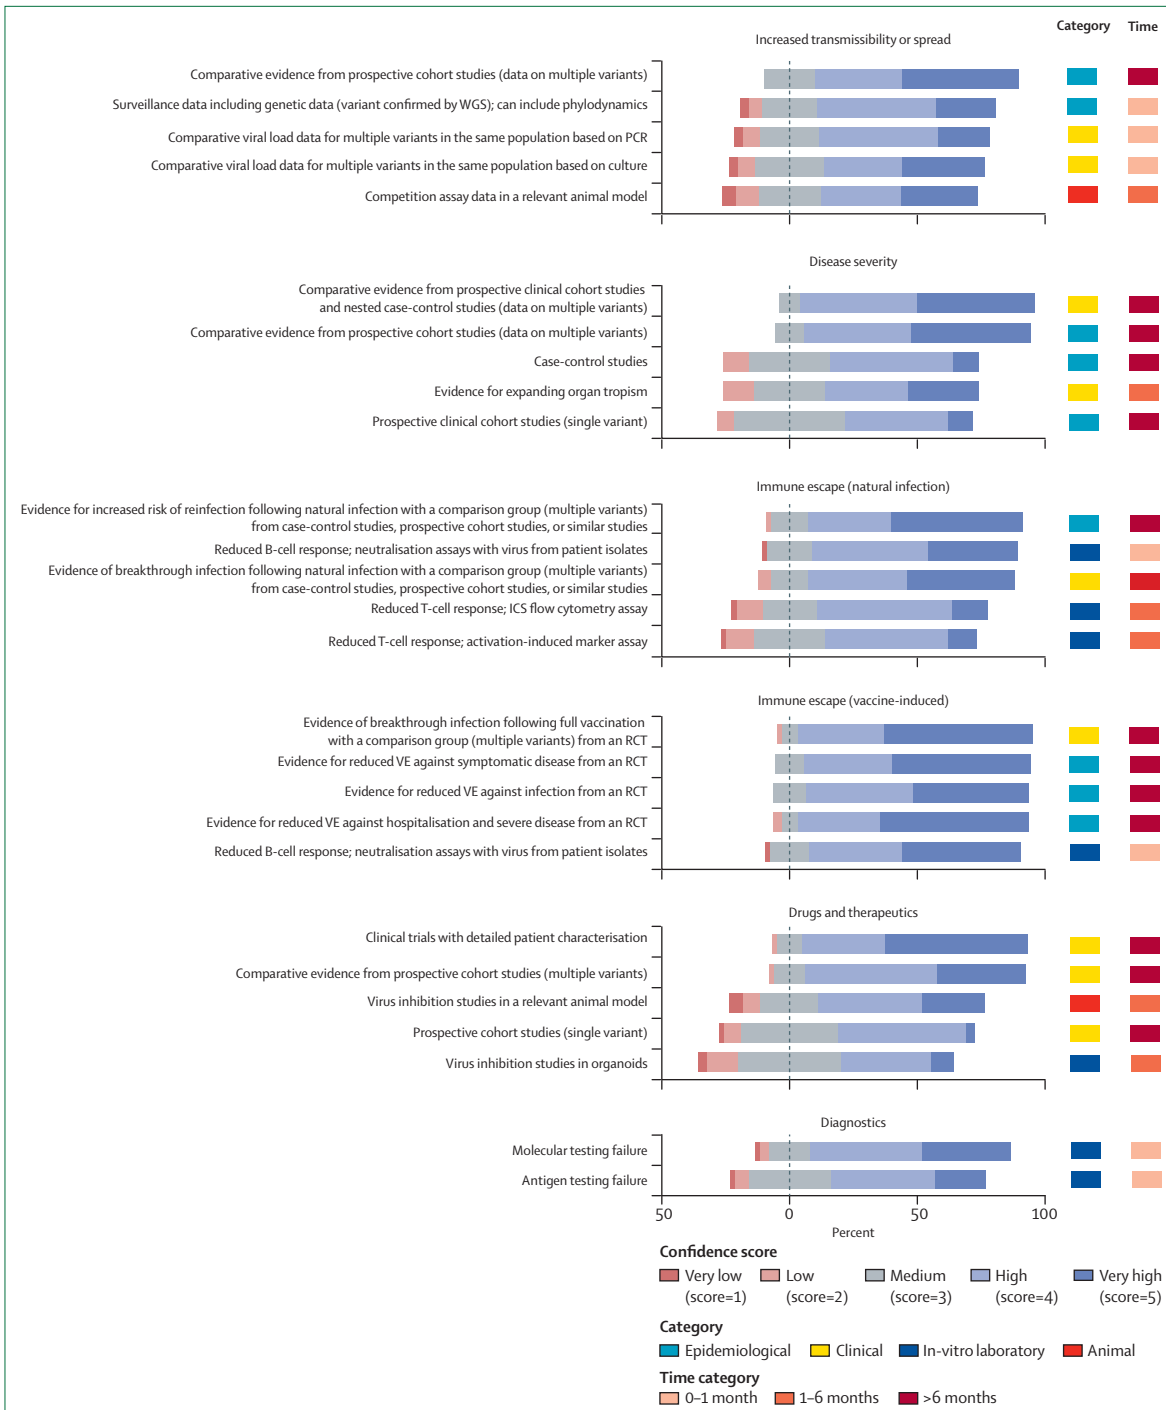 Category Time
Increased transmissibility or spread
Comparative evidence from prospective cohort studies (data on multiple variants)
Surveillance data including genetic data (variant confirmed by WGS); can include phylodynamics
Comparative viral load data for multiple variants in the same population based on PCR
Comparative viral load data for multiple variants in the same population based on culture
Competition assay data in a relevant animal model
Disease severity
Comparative evidence from prospective clinical cohort studies
and nested case-control studies (data on multiple variants)
Comparative evidence from prospective cohort studies (data on multiple variants)
Case-control studies
Evidence for expanding organ tropism
Prospective clinical cohort studies (single variant)
Immune escape (natural infection)
Evidence for increased risk of reinfection following natural infection with a comparison group (multiple variants)
from case-control studies, prospective cohort studies, or similar studies
Reduced B-cell response; neutralisation assays with virus from patient isolates
Evidence of breakthrough infection following natural infection with a comparison group (multiple variants)
from case-control studies, prospective cohort studies, or similar studies
Reduced T-cell response; ICS flow cytometry assay
Reduced T-cell response; activation-induced marker assay
Immune escape (vaccine-induced)
Evidence of breakthrough infection following full vaccination
with a comparison group (multiple variants) from an RCT
Evidence for reduced VE against symptomatic disease from an RCT
Evidence for reduced VE against infection from an RCT
Evidence for reduced VE against hospitalisation and severe disease from an RCT
Reduced B-cell response; neutralisation assays with virus from patient isolates
Drugs and therapeutics
Clinical trials with detailed patient characterisation
Comparative evidence from prospective cohort studies (multiple variants)
Virus inhibition studies in a relevant animal model
Prospective cohort studies (single variant)
Virus inhibition studies in organoids
Diagnostics
Molecular testing failure
Antigen testing failure
50 0 50 100
Percent
Confidence score
Very low Low Medium High Very high
(score=1) (score=2) (score=3) (score=4) (score=5)
Category
Epidemiological Clinical In-vitro laboratory Animal
Time category
0–1 month 1–6 months >6 months